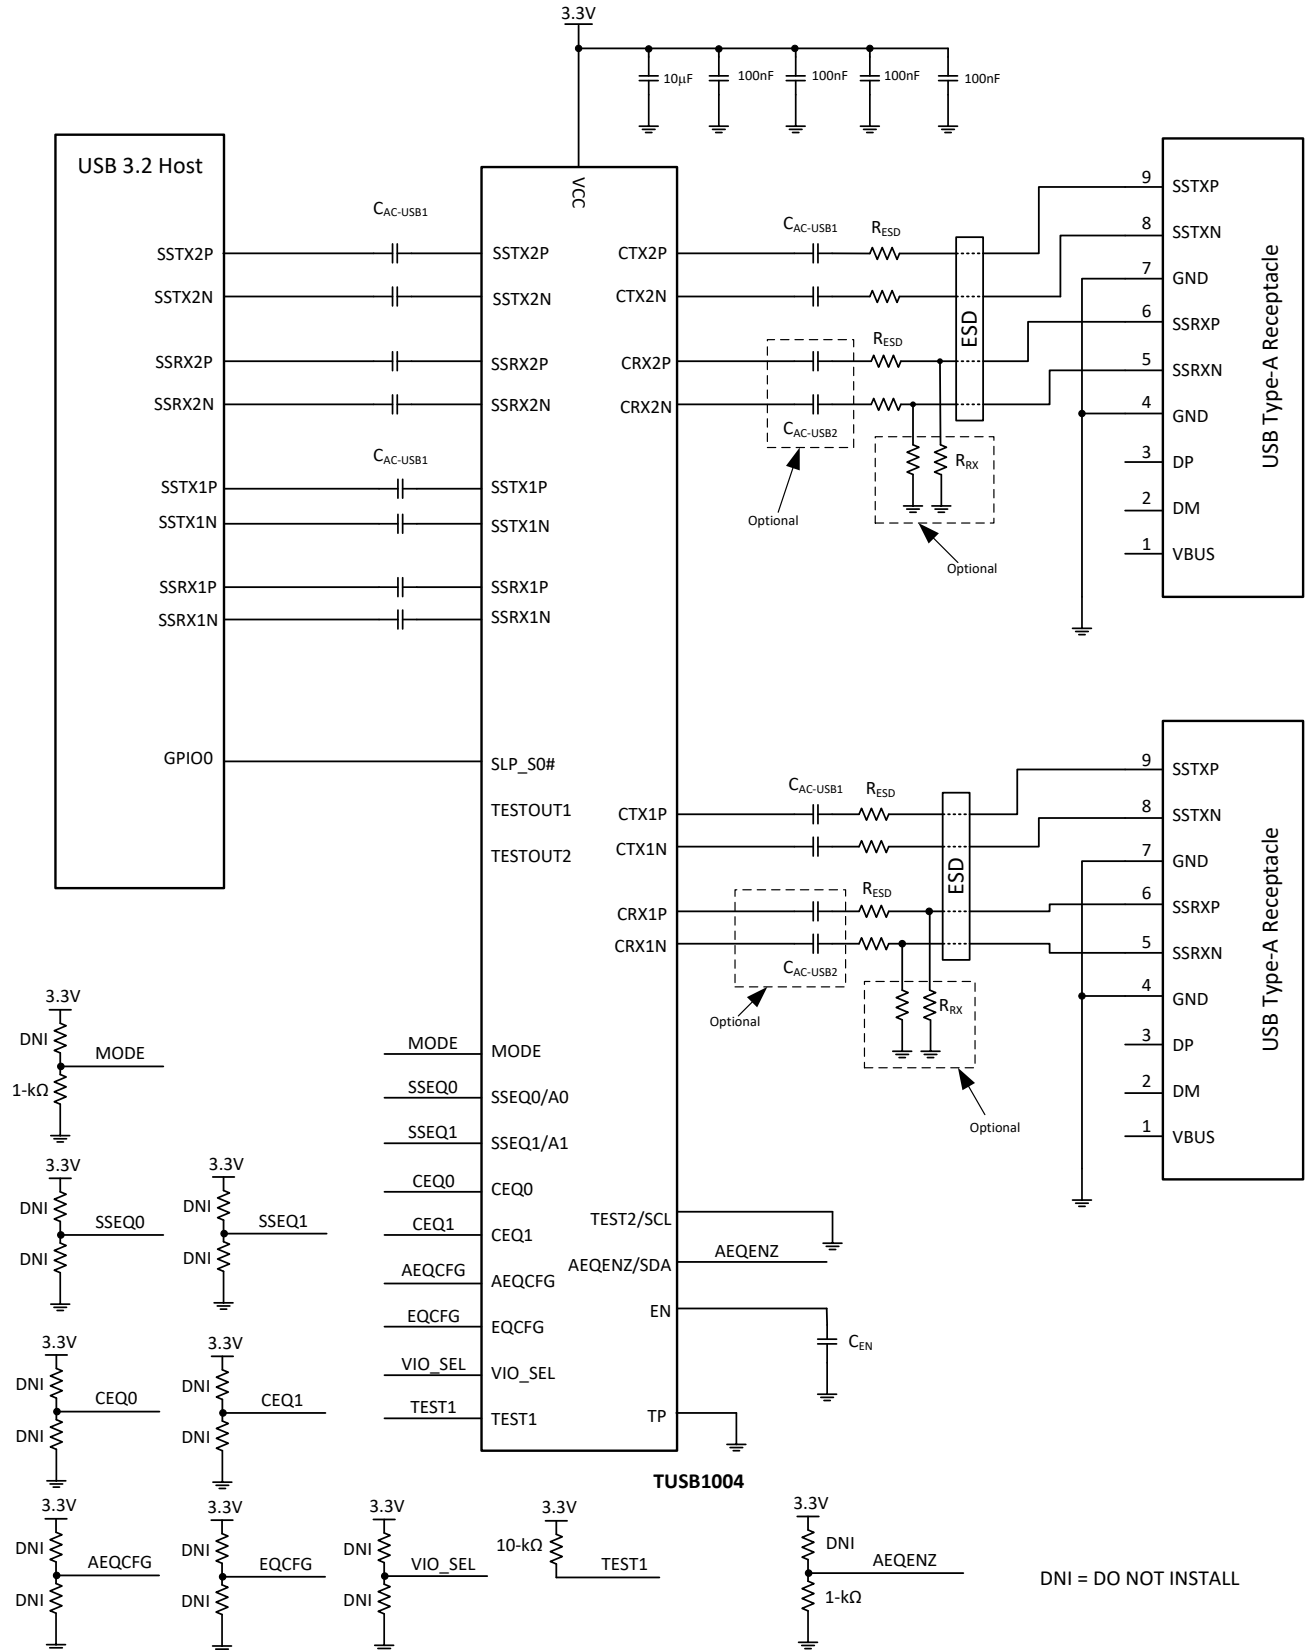 3.3V
10µF
100nF
100nF
100nF
100nF
USB 3.2 Host
SSTX2P
SSTX2N
SSRX2P
SSRX2N
SSTX1P
SSTX1N
SSRX1P
SSRX1N
GPIO0
CAC-USB1
CAC-USB1
VCC
SSTX2P
SSTX2N
SSRX2P
SSRX2N
SSTX1P
SSTX1N
SSRX1P
SSRX1N
SLP_S0#
TESTOUT1
TESTOUT2
MODE
MODE
SSEQ0
SSEQ0/A0
SSEQ1
SSEQ1/A1
CEQ0
CEQ0
CEQ1
CEQ1
AEQCFG
AEQCFG
EQCFG
EQCFG
VIO_SEL
VIO_SEL
TEST1
TEST1
CTX2P
CTX2N
CRX2P
CRX2N
CTX1P
CTX1N
CRX1P
CRX1N
TEST2/SCL
AEQENZ/SDA
AEQENZ
EN
CEN
TP
TUSB1004
CAC-USB1
RESD
RESD
CAC-USB2
RRX
ESD
Optional
Optional
9
SSTXP
8
SSTXN
7
GND
6
SSRXP
5
SSRXN
4
GND
3
DP
2
DM
1
VBUS
USB Type-A Receptacle
CAC-USB1
RESD
RESD
CAC-USB2
RRX
ESD
Optional
Optional
9
SSTXP
8
SSTXN
7
GND
6
SSRXP
5
SSRXN
4
GND
3
DP
2
DM
1
VBUS
USB Type-A Receptacle
3.3V
DNI
MODE
1-kΩ
3.3V
DNI
SSEQ0
DNI
3.3V
DNI
SSEQ1
DNI
3.3V
DNI
CEQ0
DNI
3.3V
DNI
CEQ1
DNI
3.3V
DNI
AEQCFG
DNI
3.3V
DNI
EQCFG
DNI
3.3V
DNI
VIO_SEL
DNI
3.3V
10-kΩ
TEST1
3.3V
DNI
AEQENZ
1-kΩ
DNI = DO NOT INSTALL